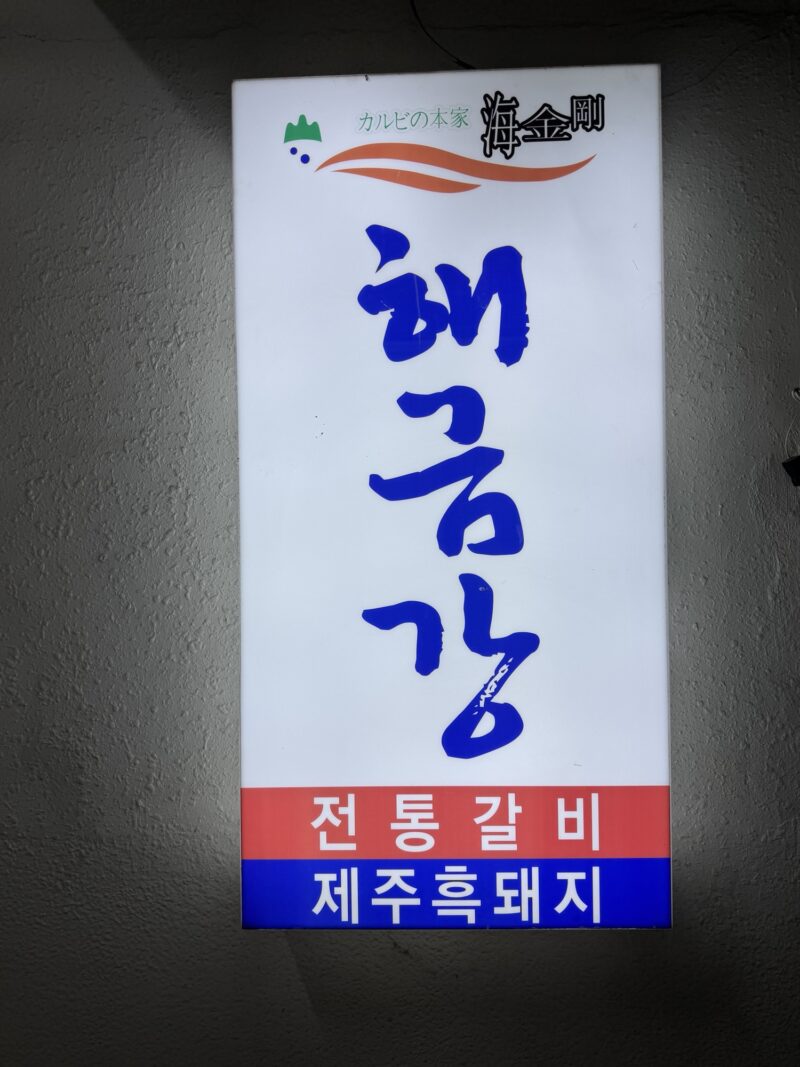 カルビの本家 海金剛
해금강
전통갈비
제주흑돼지